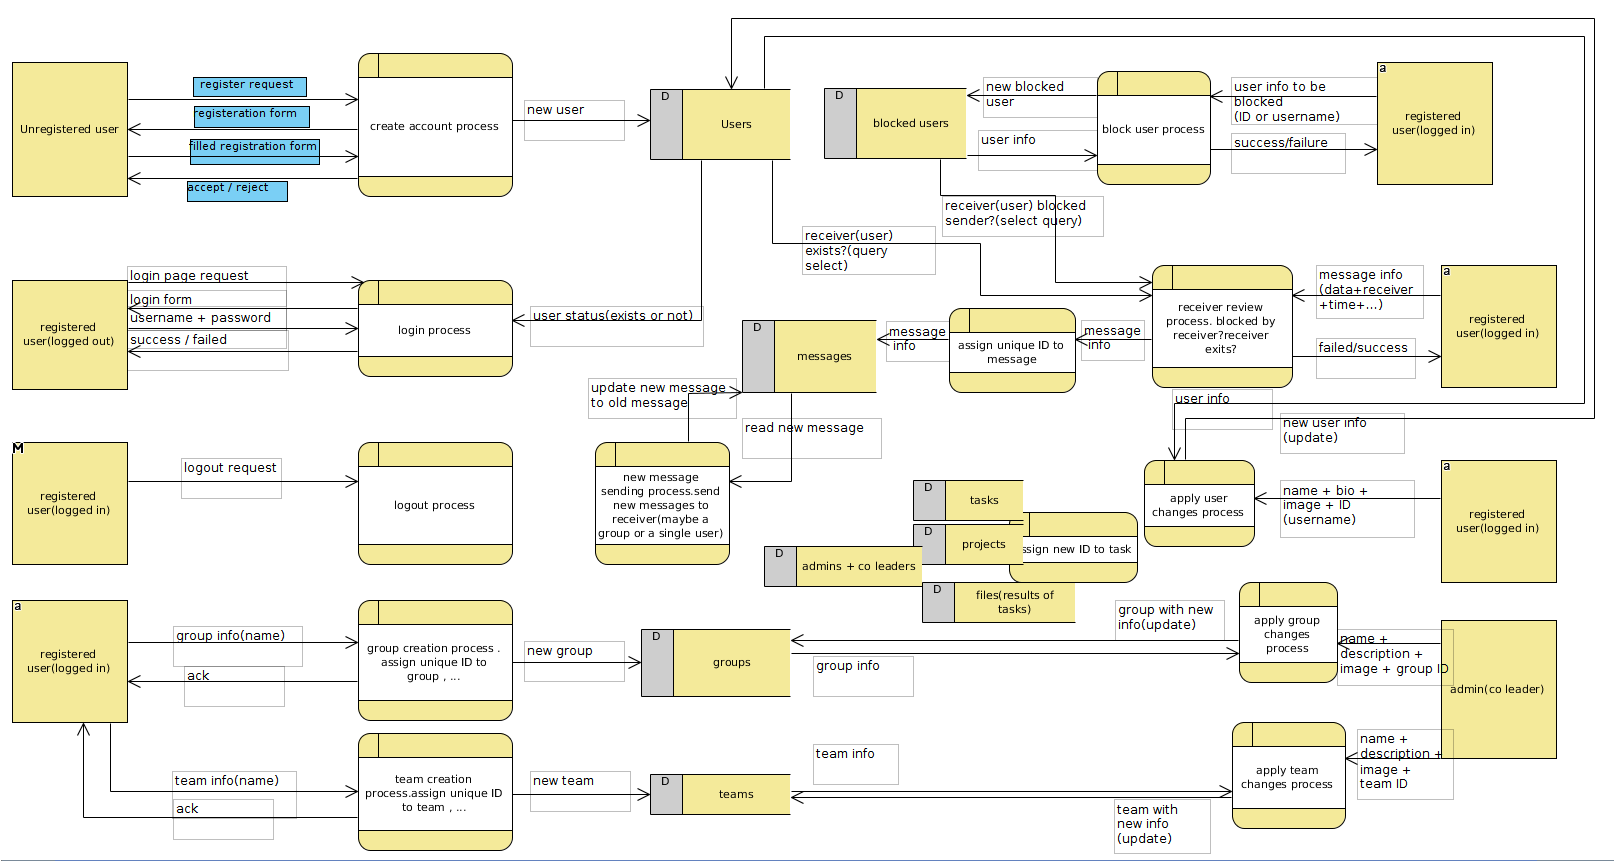 register request
registeration form
filled registration form
accept / reject
Unregistered user
create account process
new user
D
Users
D
blocked users
new blocked
user
user info
block user process
user info to be
blocked
(ID or username)
success/failure
a
registered
user(logged in)
receiver(user) blocked
sender?(select query)
receiver(user)
exists?(query
select)
login page request
login form
username + password
success / failed
registered
user(logged out)
login process
user status(exists or not)
D
messages
message
info
assign unique ID to
message
message
info
receiver review
process. blocked by
receiver?receiver
exits?
message info
(data+receiver
+time+...)
failed/success
a
registered
user(logged in)
update new message
to old message
read new message
user info
new user info
(update)
M
registered
user(logged in)
logout request
logout process
new message
sending process.send
new messages to
receiver(maybe a
group or a single user)
D
tasks
D
projects
ssign new ID to task
D
admins + co leaders
D
files(results of
tasks)
apply user
changes process
name + bio +
image + ID
(username)
a
registered
user(logged in)
a
registered
user(logged in)
group info(name)
ack
group creation process .
assign unique ID to
group , ...
new group
D
groups
group with new
info(update)
group info
apply group
changes
process
name +
description +
image + group ID
admin(co leader)
team info(name)
ack
team creation
process.assign unique ID
to team , ...
new team
D
teams
team info
team with
new info
(update)
apply team
changes process
name +
description +
image +
team ID